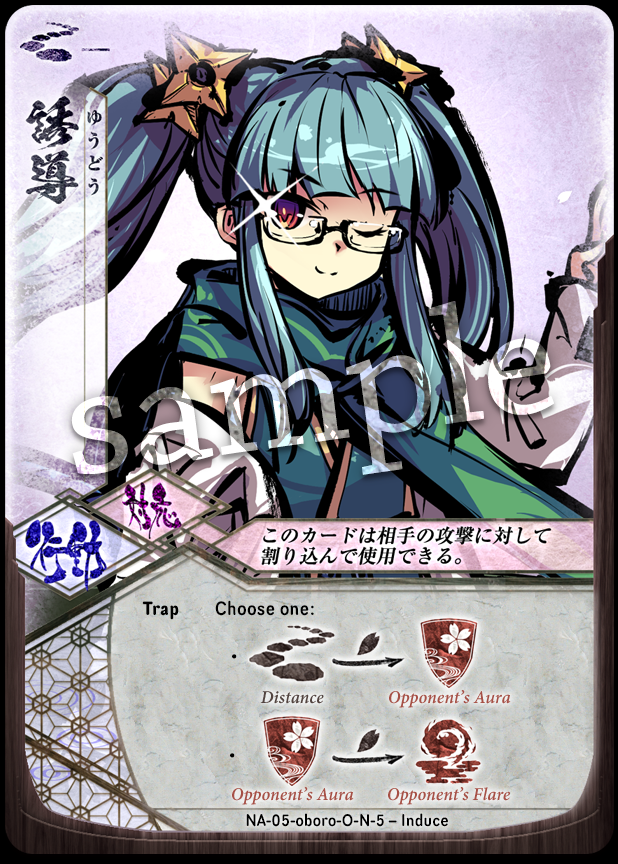 誘導
ゆうどう
sample
対応
行動
このカードは相手の攻撃に対して
割り込んで使用できる。
Trap Choose one:
• Distance Opponent's Aura
• Opponent's Aura Opponent's Flare
NA-05-oboro-O-N-5 – Induce